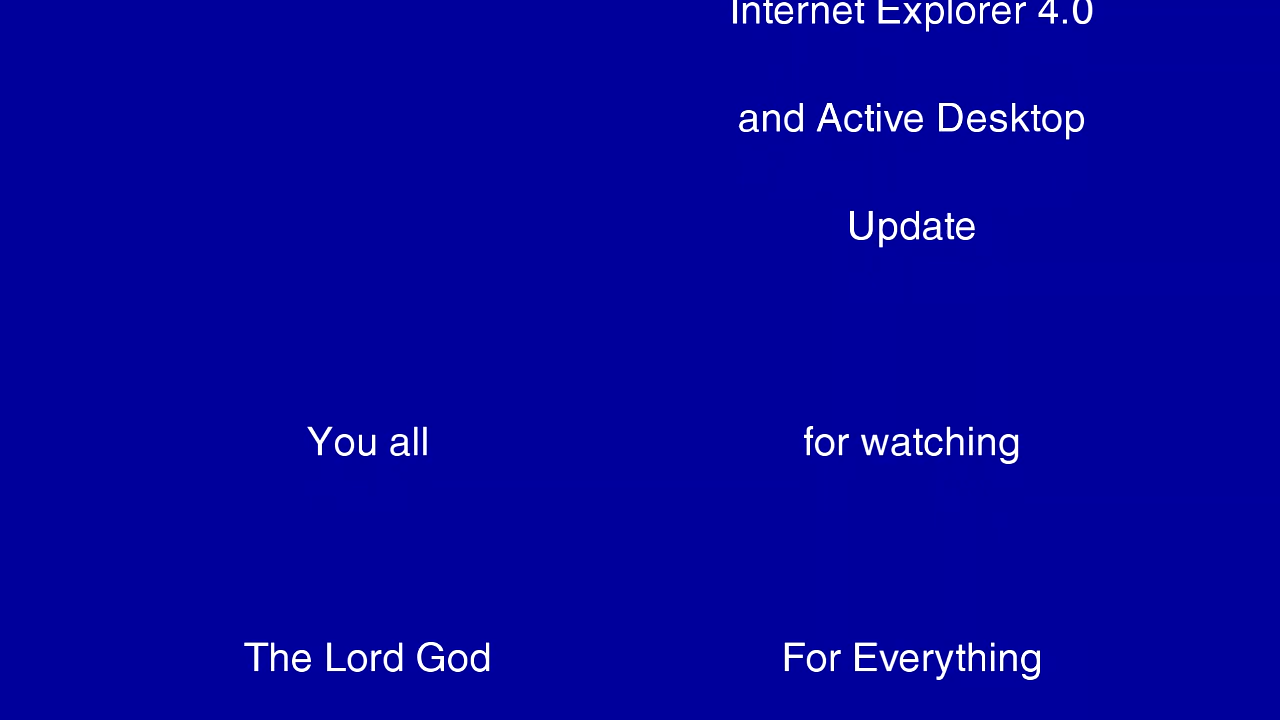 Internet Explorer 4.0
and Active Desktop
Update
You all for watching
The Lord God For Everything